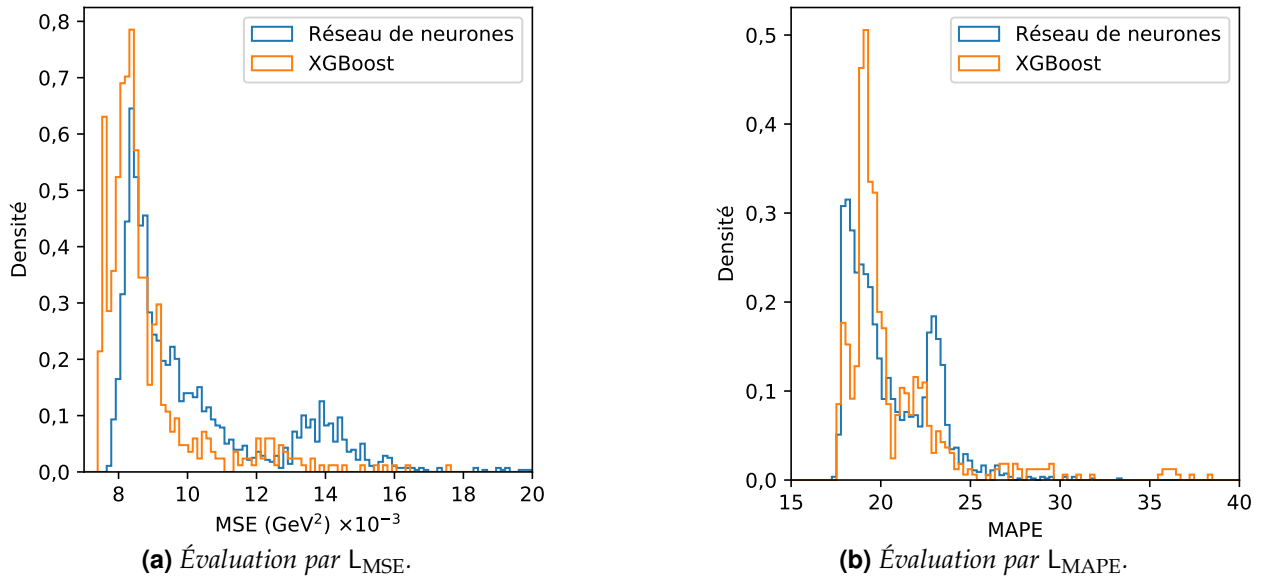 0,8
0,7
0,6
0,5
0,4
0,3
0,2
0,1
0,0
Densité
Réseau de neurones
XGBoost
8 10 12 14 16 18 20
MSE (GeV²) ×10⁻³
(a) Évaluation par L_MSE.
0,5
0,4
0,3
0,2
0,1
0,0
Densité
Réseau de neurones
XGBoost
15 20 25 30 35 40
MAPE
(b) Évaluation par L_MAPE.